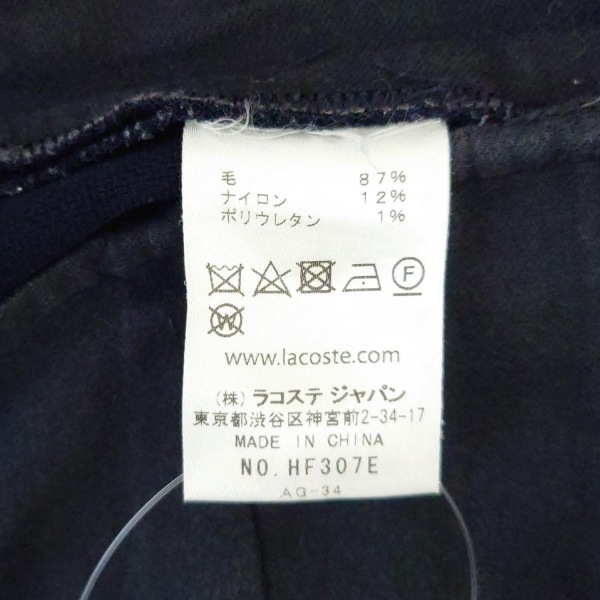 毛 87%
ナイロン 12%
ポリウレタン 1%
F
W
www.lacoste.com
(株) ラコステ ジャパン
東京都渋谷区神宮前2-34-17
MADE IN CHINA
NO. HF307E
AG-34